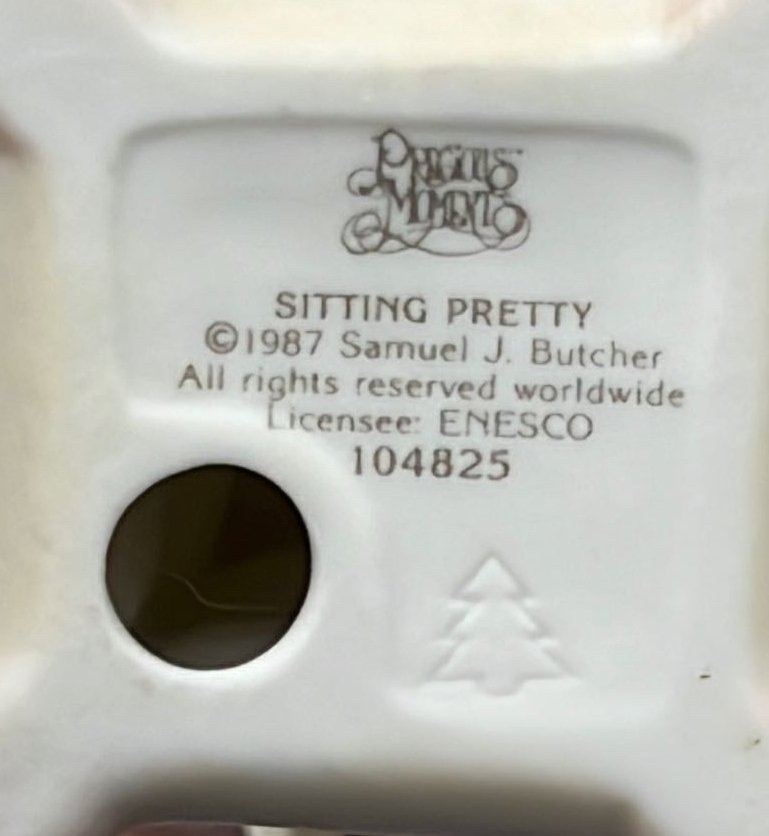 Precious
Moments
SITTING PRETTY
©1987 Samuel J. Butcher
All rights reserved worldwide
Licensee: ENESCO
104825